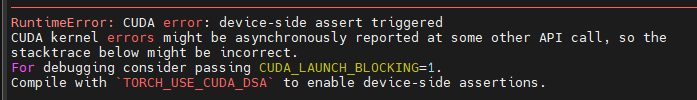 RuntimeError: CUDA error: device-side assert triggered
CUDA kernel errors might be asynchronously reported at some other API call, so the
stacktrace below might be incorrect.
For debugging consider passing CUDA_LAUNCH_BLOCKING=1.
Compile with `TORCH_USE_CUDA_DSA` to enable device-side assertions.